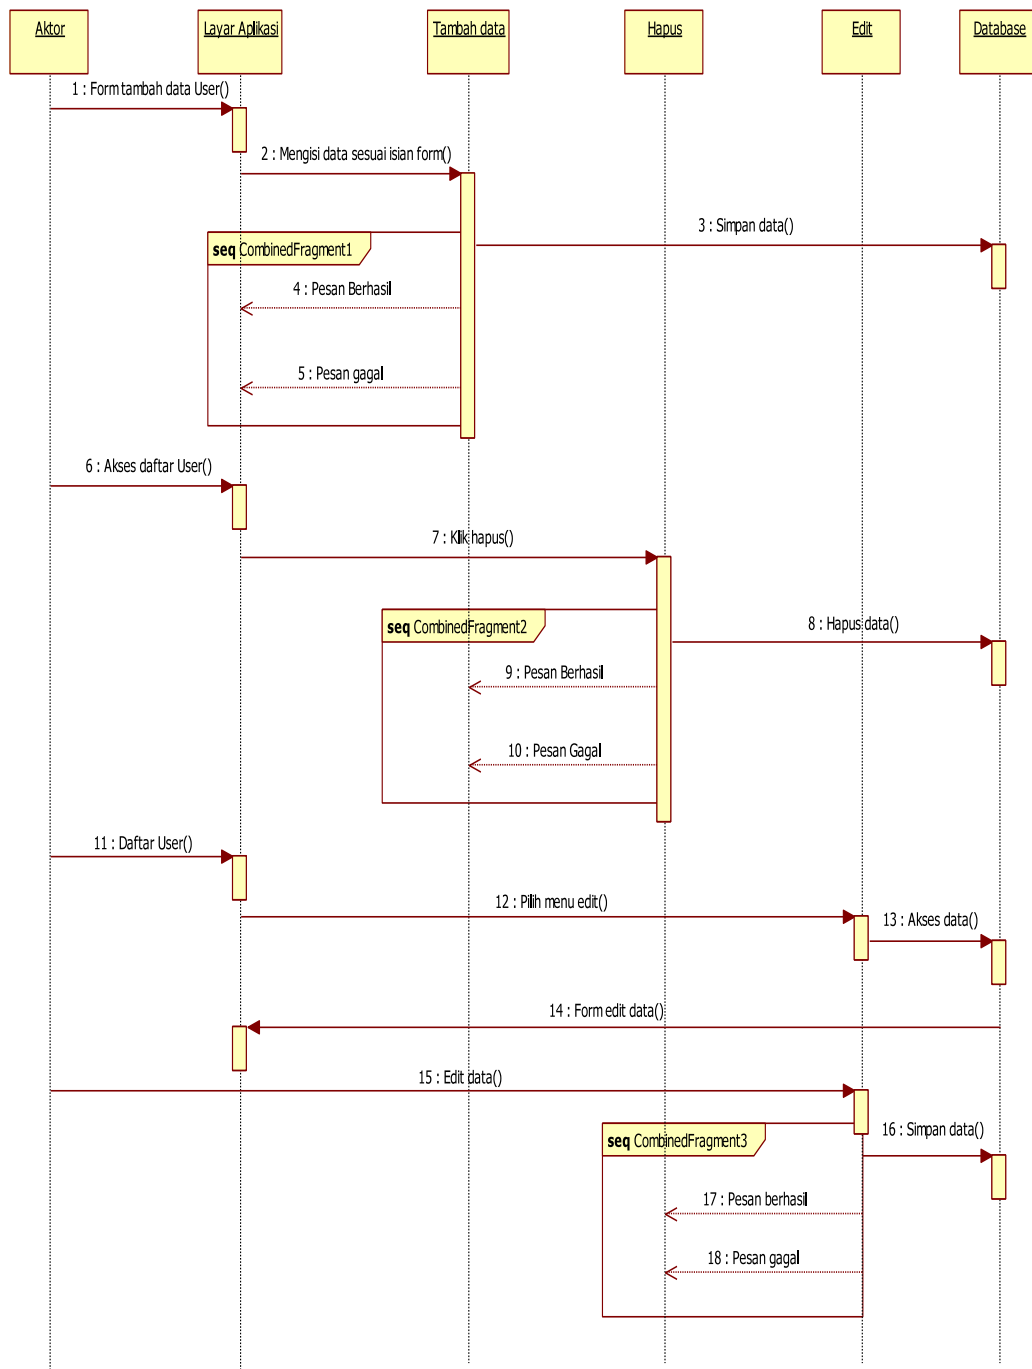 Aktor
Layar Aplikasi
Tambah data
Hapus
Edit
Database
1 : Form tambah data User()
2 : Mengisi data sesuai isian form()
3 : Simpan data()
seq CombinedFragment1
4 : Pesan Berhasil
5 : Pesan gagal
6 : Akses daftar User()
7 : Klik hapus()
seq CombinedFragment2
8 : Hapus data()
9 : Pesan Berhasil
10 : Pesan Gagal
11 : Daftar User()
12 : Pilih menu edit()
13 : Akses data()
14 : Form edit data()
15 : Edit data()
seq CombinedFragment3
16 : Simpan data()
17 : Pesan berhasil
18 : Pesan gagal